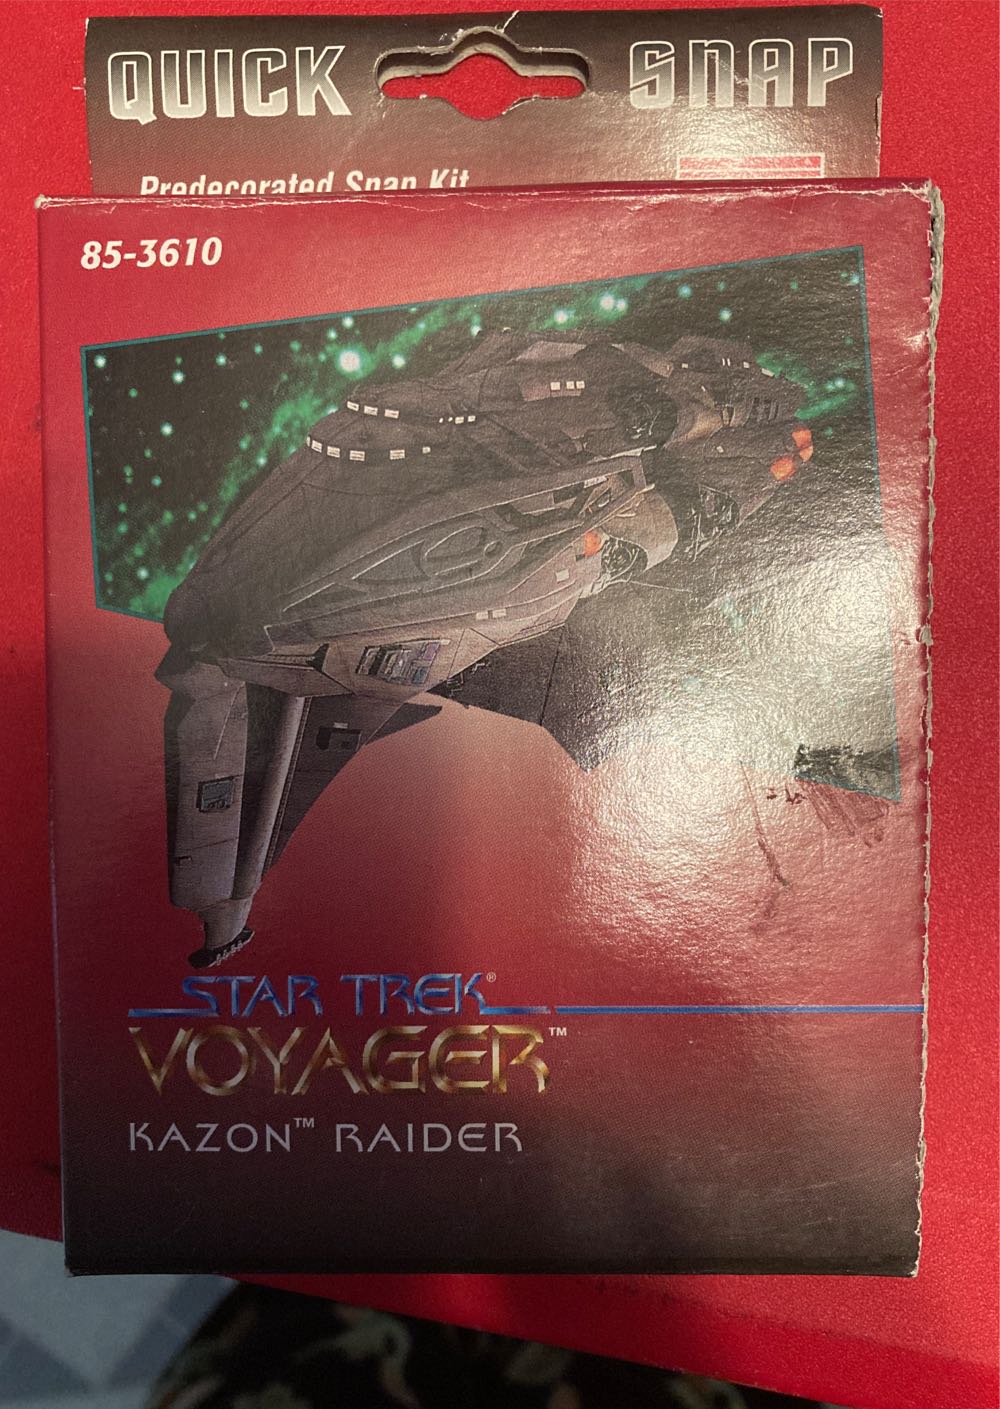 QUICK SNAP
Predecorated Snap Kit
85-3610
STAR TREK®
VOYAGER™
KAZON™ RAIDER